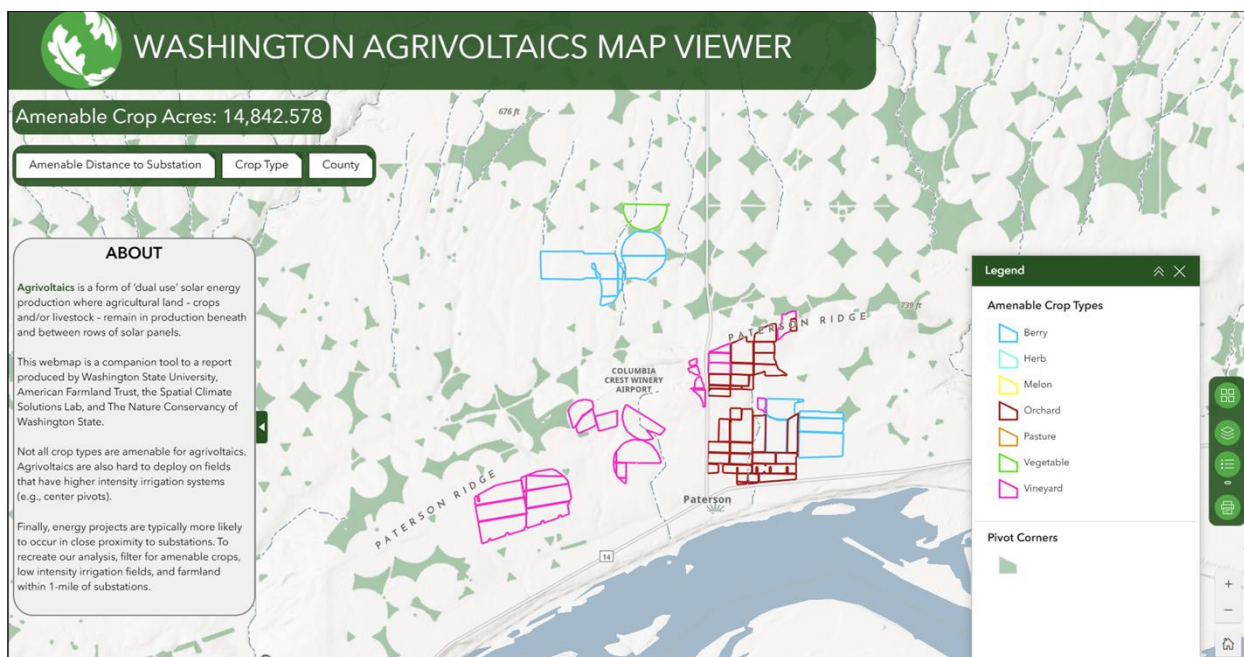 WASHINGTON AGRIVOLTAICS MAP VIEWER
Amenable Crop Acres: 14,842.578
Amenable Distance to Substation
Crop Type
County
ABOUT
Agrivoltaics is a form of ‘dual use’ solar energy
production where agricultural land - crops
and/or livestock – remain in production beneath
and between rows of solar panels.
This webmap is a companion tool to a report
produced by Washington State University,
American Farmland Trust, the Spatial Climate
Solutions Lab, and The Nature Conservancy of
Washington State.
Not all crop types are amenable for agrivoltaics.
Agrivoltaics are also hard to deploy on fields
that have higher intensity irrigation systems
(e.g., center pivots).
Finally, energy projects are typically more likely
to occur in close proximity to substations. To
recreate our analysis, filter for amenable crops,
low intensity irrigation fields, and farmland
within 1-mile of substations.
676 ft
739 ft
PATERSON RIDGE
COLUMBIA
CREST WINERY
AIRPORT
PATERSON RIDGE
Paterson
14
Legend
Amenable Crop Types
Berry
Herb
Melon
Orchard
Pasture
Vegetable
Vineyard
Pivot Corners
+
−